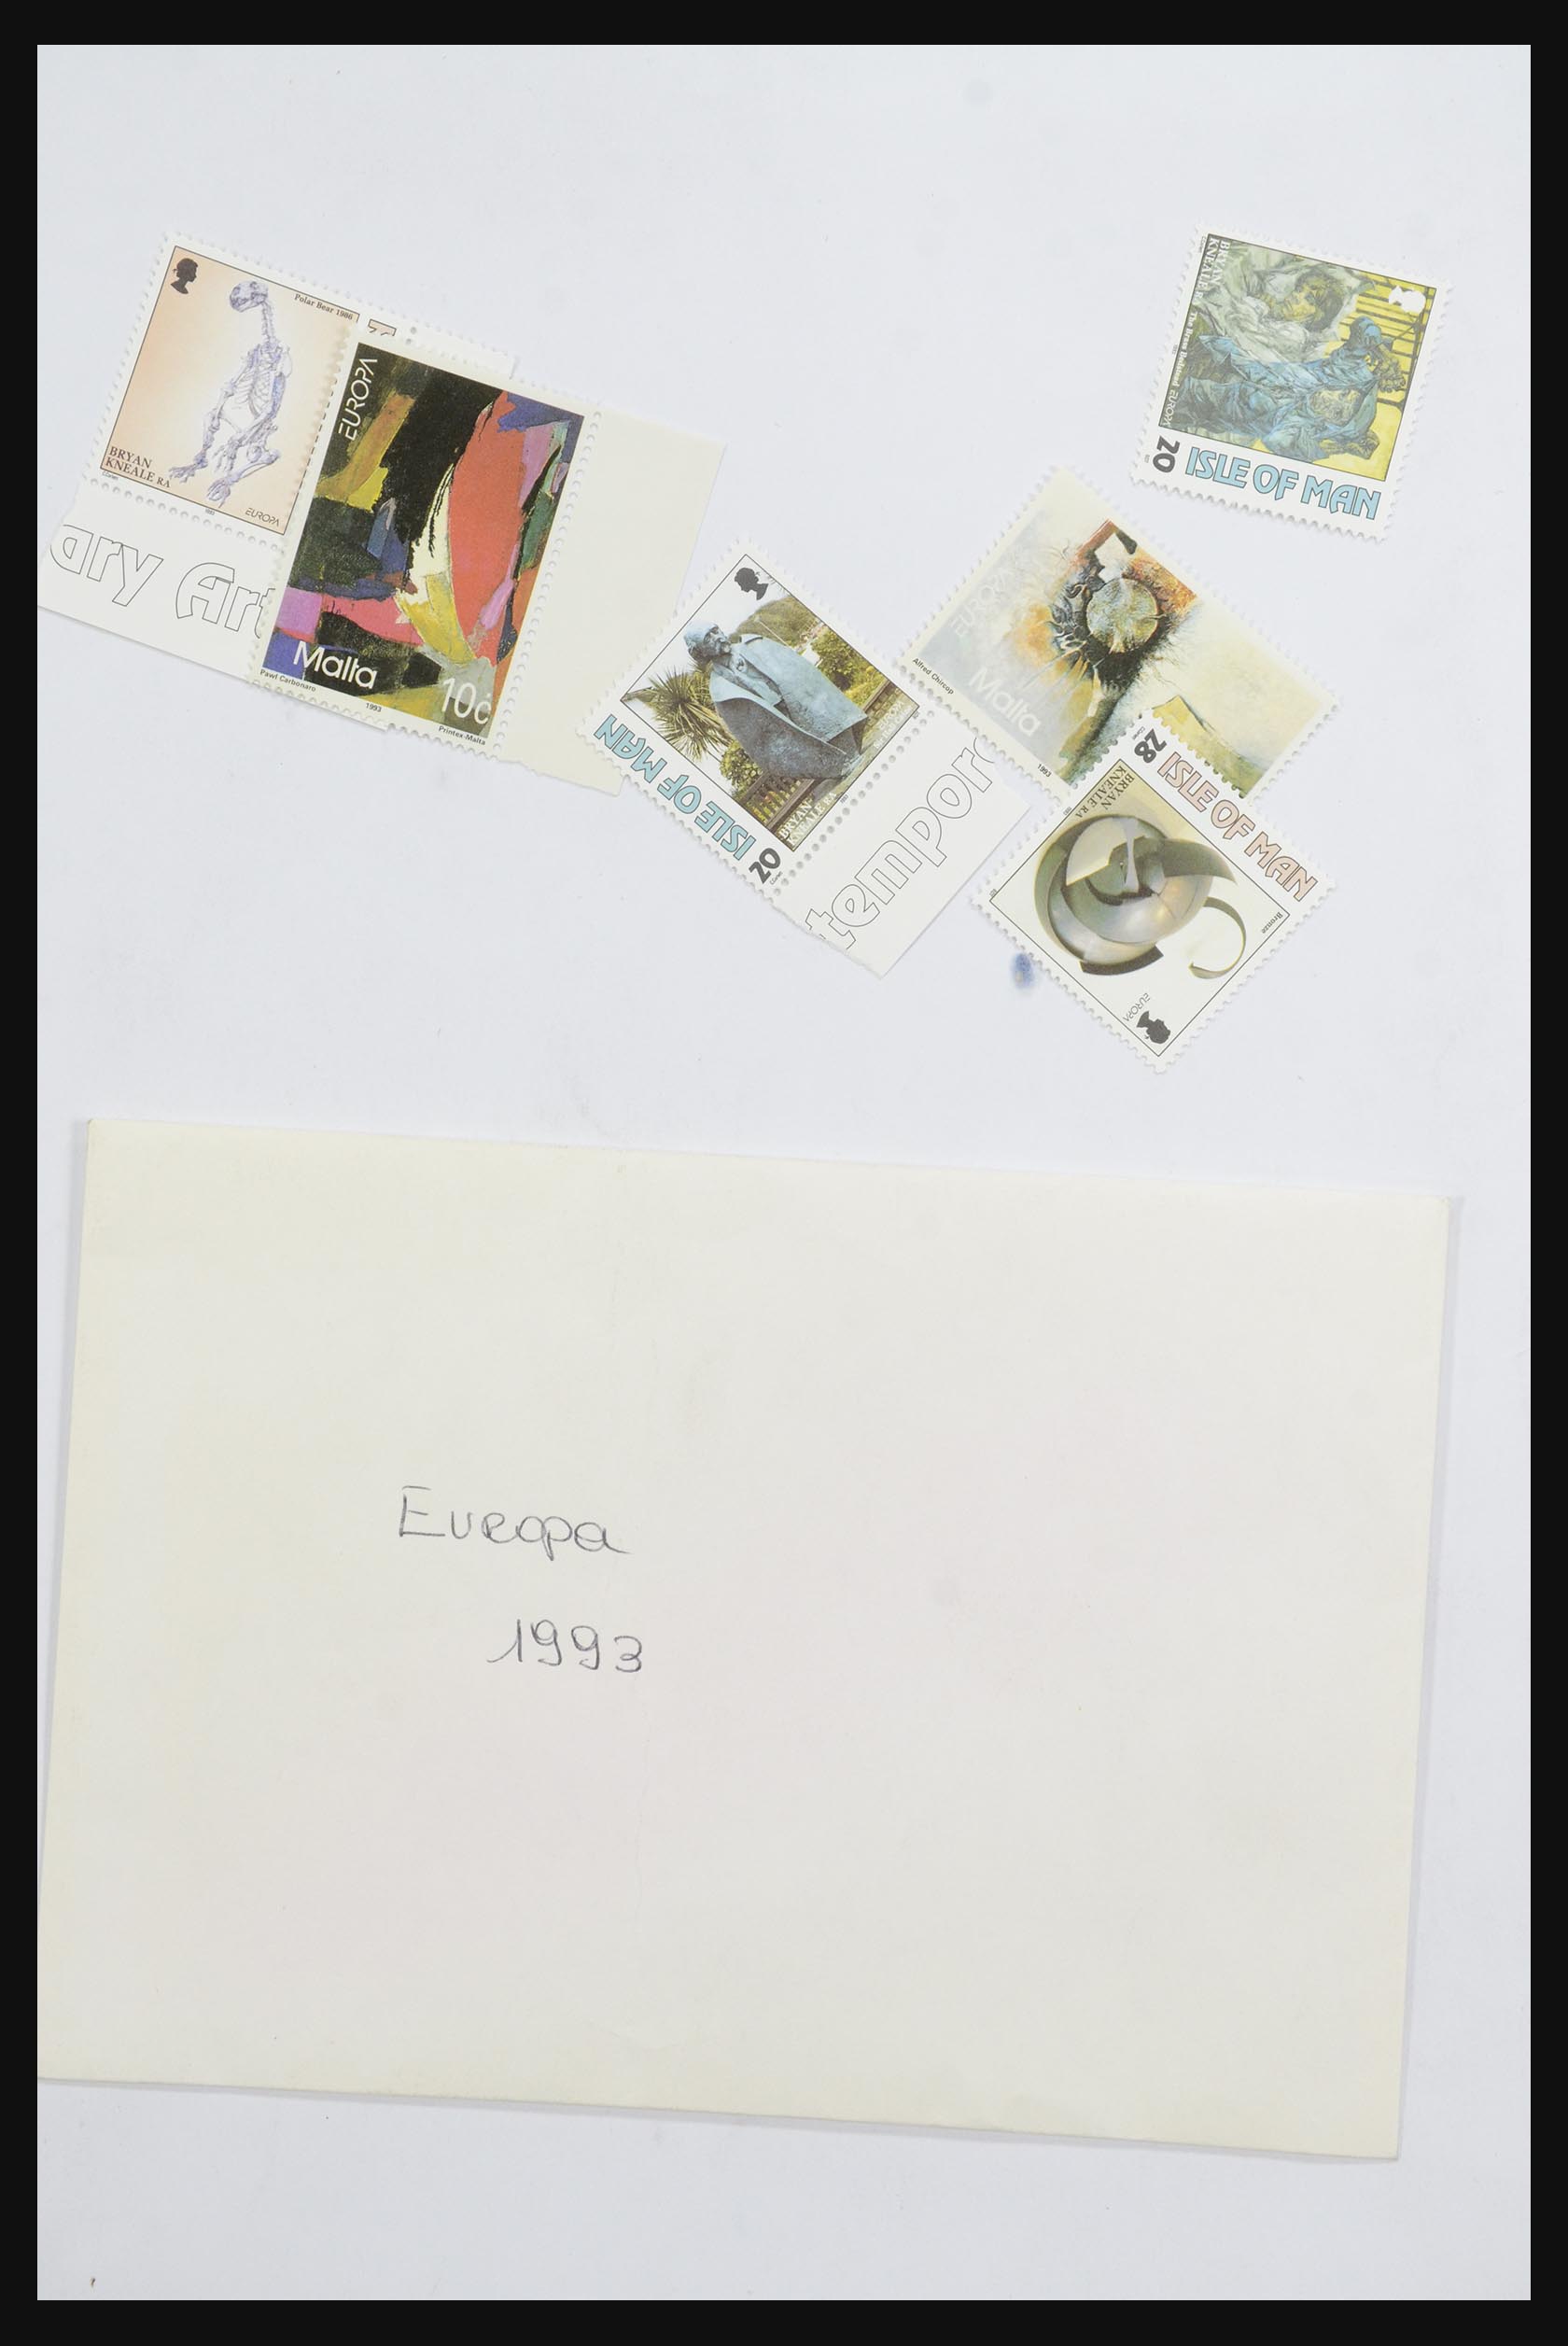 Polar Bear 1986
BRYAN
KNEALE RA
EUROPA
ary Art
EUROPA
Malta
10c
Pawl Carbonaro
1993
Printex-Malta
BRYAN
KNEALE
EUROPA
20
ISLE OF MAN
EUROPA
Malta
Alfred Chircop
1993
ISLE OF MAN
20
BRYAN
KNEALE RA
tempor
28
ISLE OF MAN
BRYAN
KNEALE RA
Bronze
EUROPA
Europa
1993